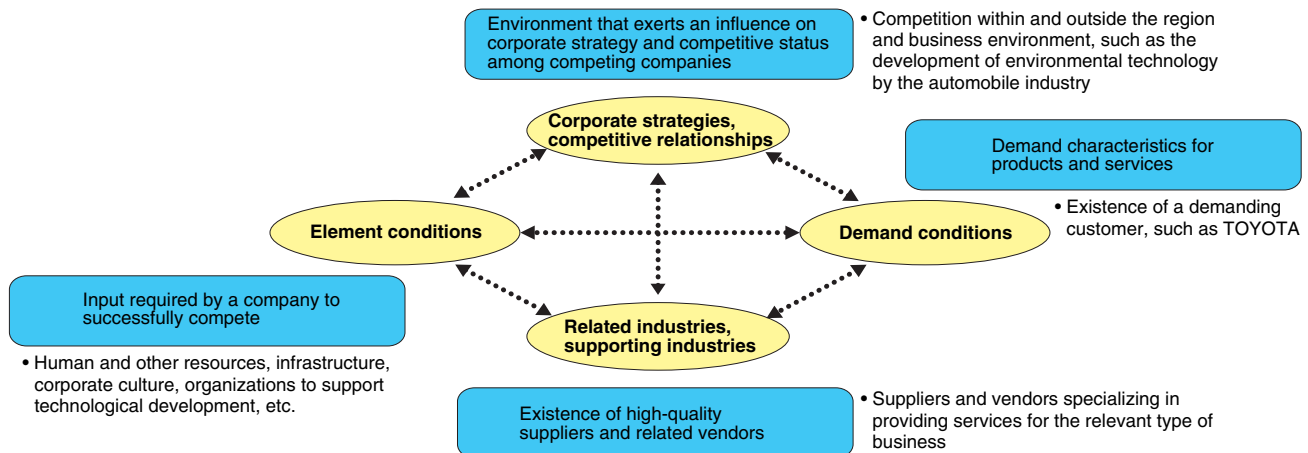 Environment that exerts an influence on
corporate strategy and competitive status
among competing companies
• Competition within and outside the region
and business environment, such as the
development of environmental technology
by the automobile industry
Corporate strategies,
competitive relationships
Demand characteristics for
products and services
• Existence of a demanding
customer, such as TOYOTA
Element conditions
Demand conditions
Input required by a company to
successfully compete
• Human and other resources, infrastructure,
corporate culture, organizations to support
technological development, etc.
Related industries,
supporting industries
Existence of high-quality
suppliers and related vendors
• Suppliers and vendors specializing in
providing services for the relevant type of
business